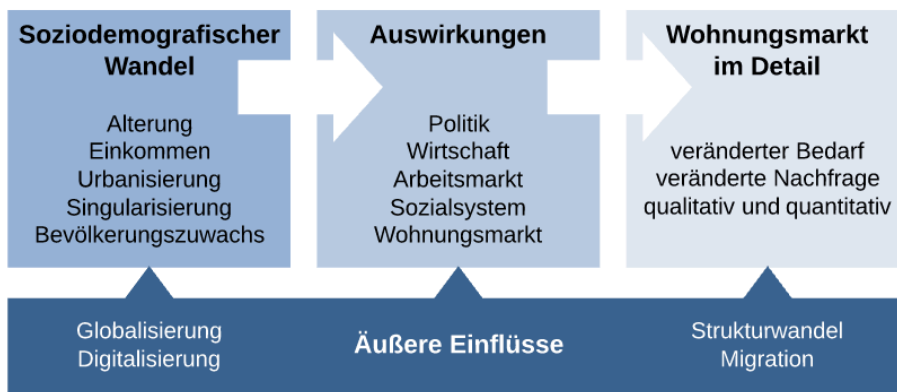 Soziodemografischer
Wandel
Alterung
Einkommen
Urbanisierung
Singularisierung
Bevölkerungszuwachs
Auswirkungen
Politik
Wirtschaft
Arbeitsmarkt
Sozialsystem
Wohnungsmarkt
Wohnungsmarkt
im Detail
veränderter Bedarf
veränderte Nachfrage
qualitativ und quantitativ
Globalisierung
Digitalisierung
Äußere Einflüsse
Strukturwandel
Migration